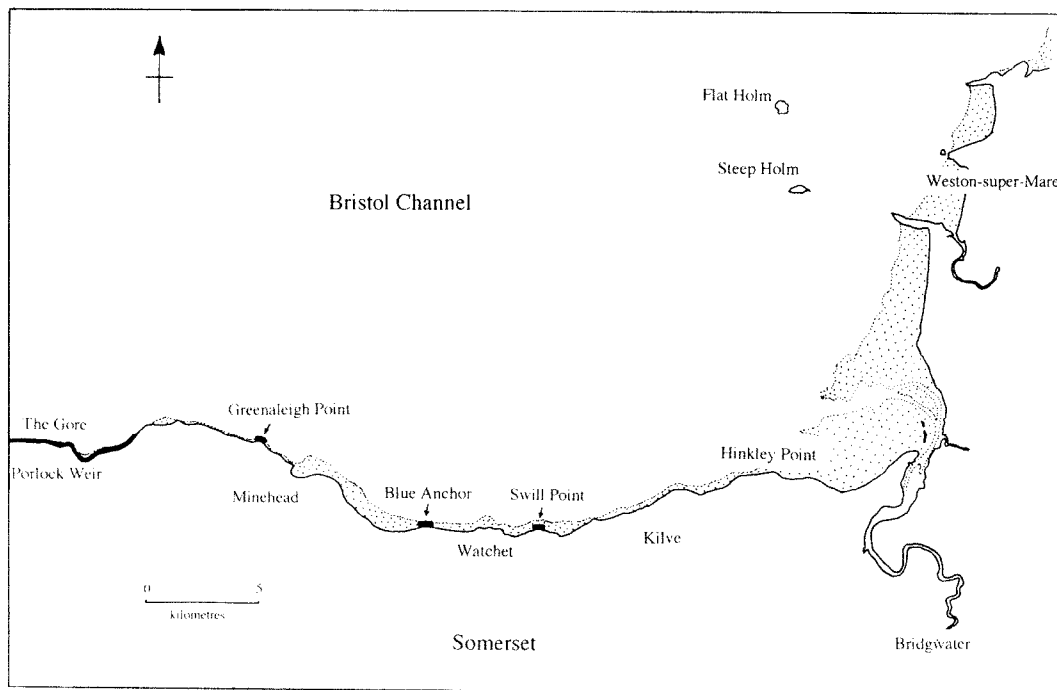 Flat Holm
Steep Holm
Weston-super-Mare
Bristol Channel
Greenaleigh Point
The Gore
Porlock Weir
Hinkley Point
Minehead
Blue Anchor
Swill Point
Watchet
Kilve
0 5
kilometres
Somerset
Bridgwater